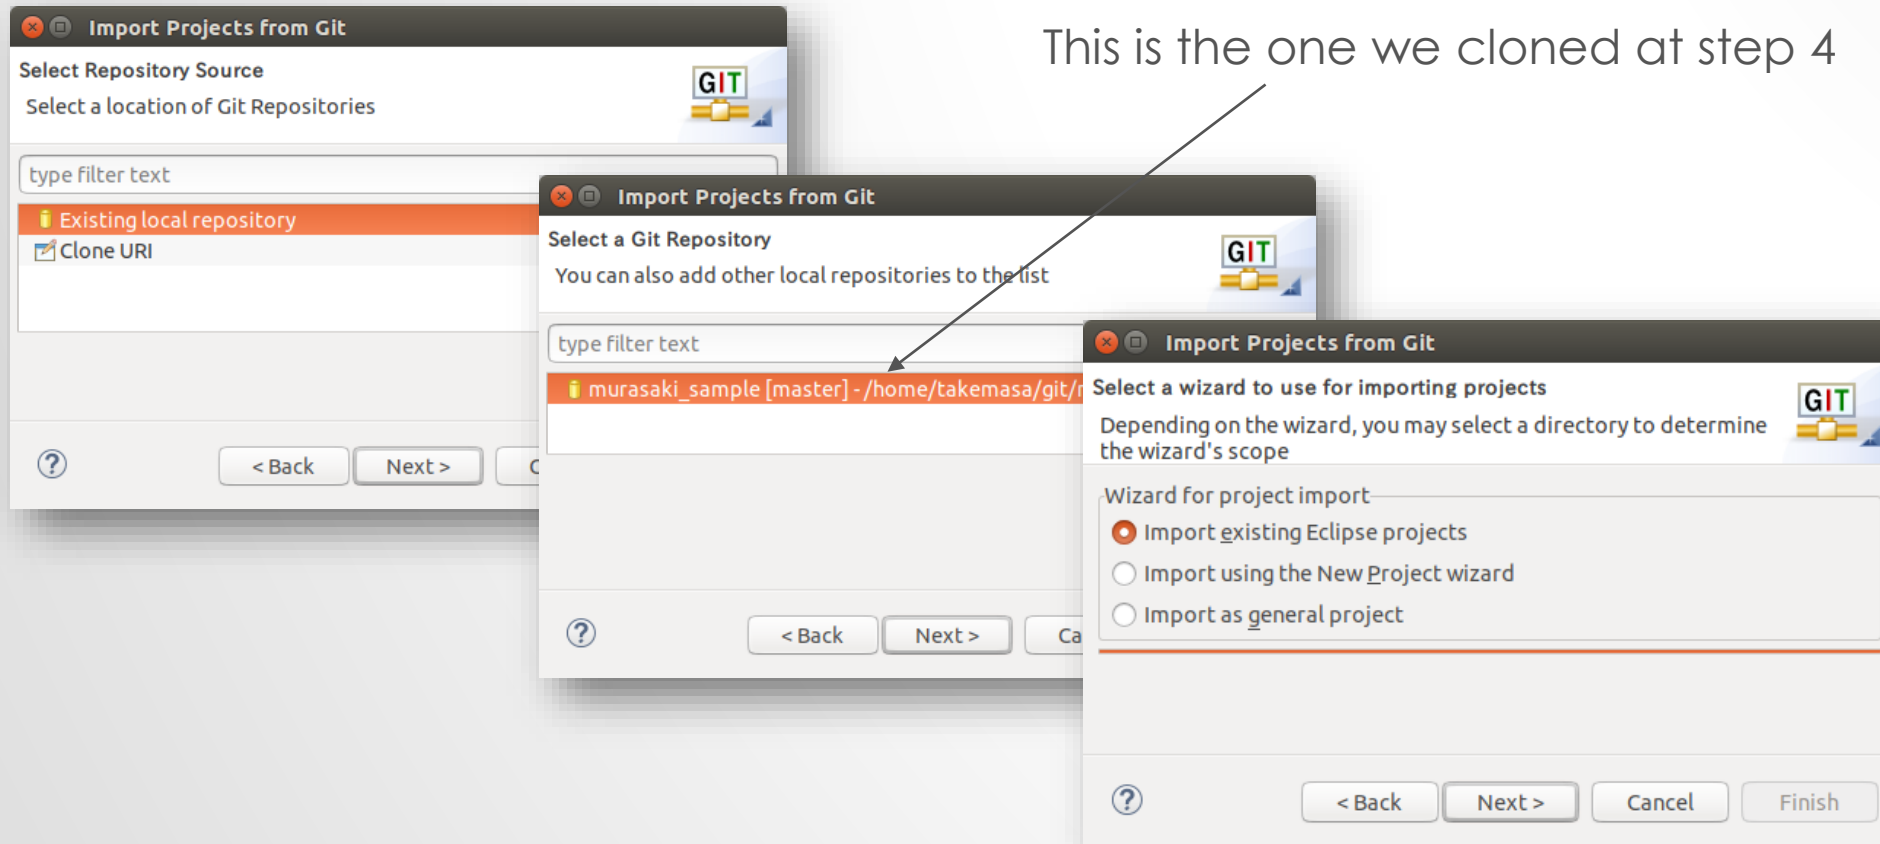 This is the one we cloned at step 4
Import Projects from Git
Select Repository Source
Select a location of Git Repositories
GIT
type filter text
Existing local repository
Clone URI
< Back
Next >
Import Projects from Git
Select a Git Repository
You can also add other local repositories to the list
GIT
type filter text
murasaki_sample [master] - /home/takemasa/git/
< Back
Next >
Ca
Import Projects from Git
Select a wizard to use for importing projects
Depending on the wizard, you may select a directory to determine
the wizard's scope
GIT
Wizard for project import
Import existing Eclipse projects
Import using the New Project wizard
Import as general project
< Back
Next >
Cancel
Finish